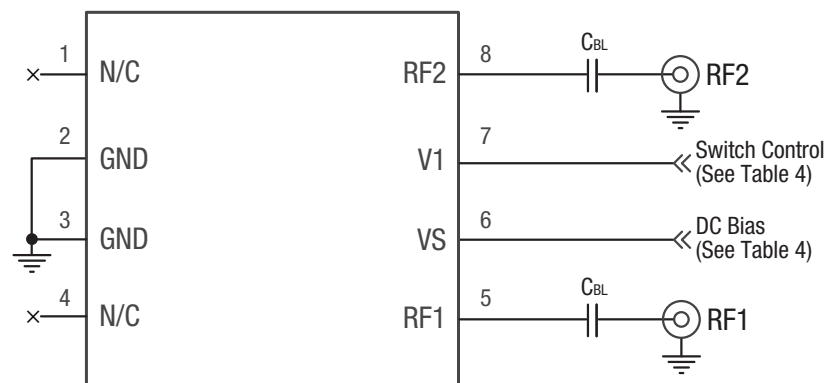 1
N/C
RF2
8
CBL
RF2
2
GND
V1
7
Switch Control
(See Table 4)
3
GND
VS
6
DC Bias
(See Table 4)
4
N/C
RF1
5
CBL
RF1